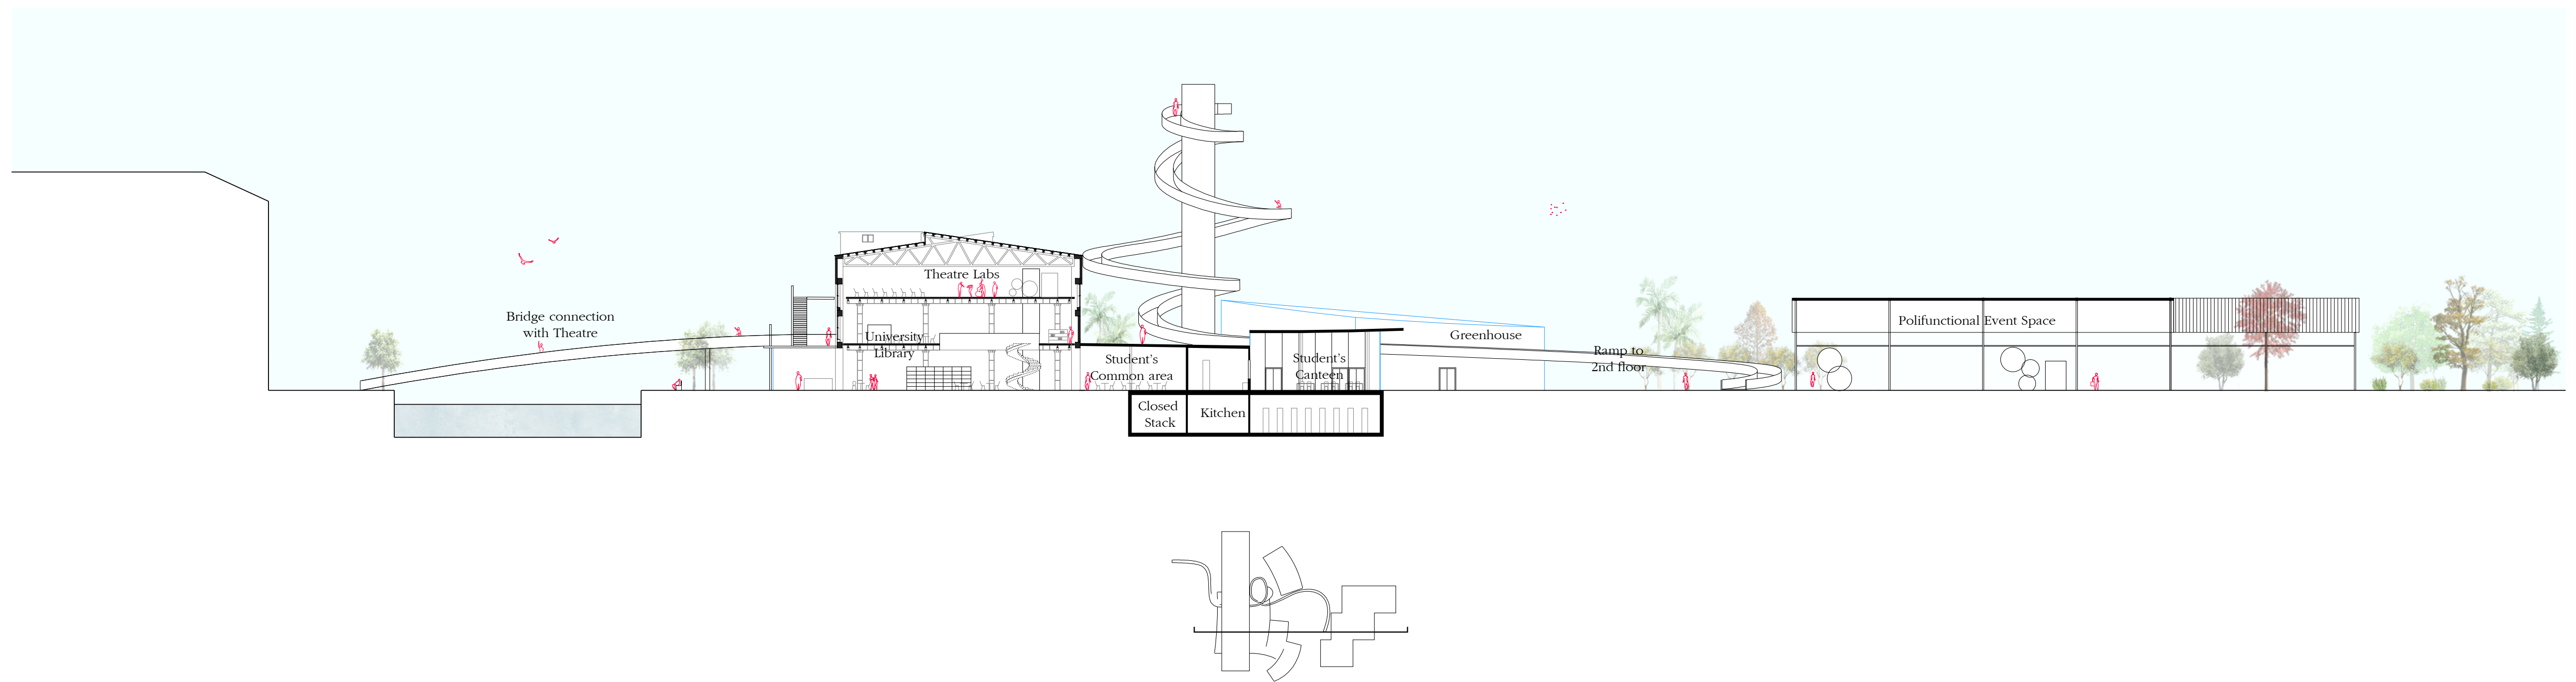 Bridge connection
with Theatre
Theatre Labs
University
Library
Student's
Common area
Closed
Stack
Kitchen
Student's
Canteen
Greenhouse
Ramp to
2nd floor
Polifunctional Event Space